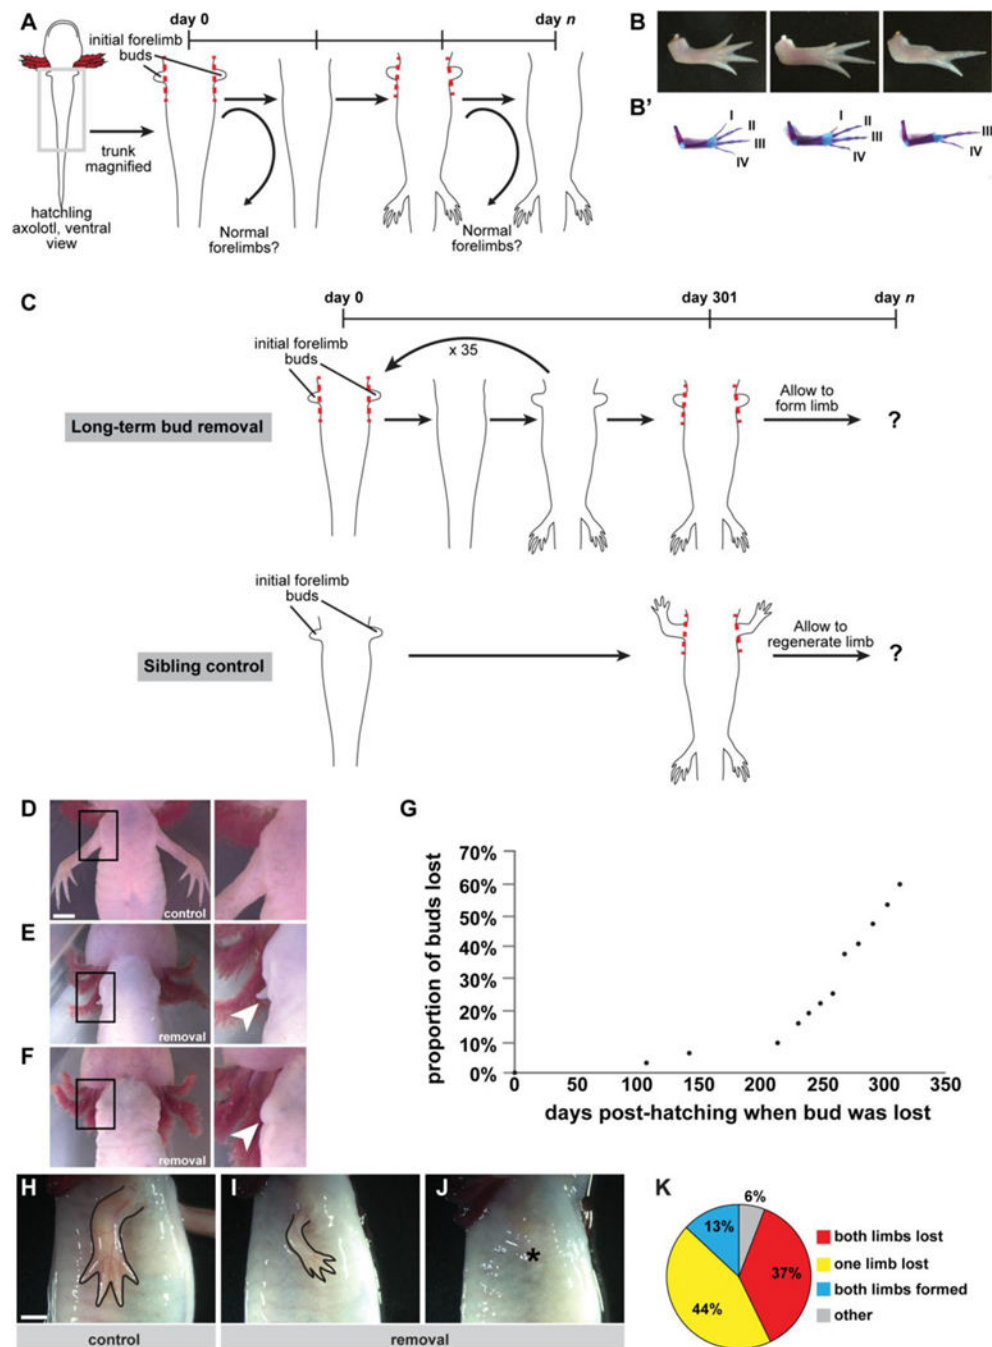 A
day 0
day n
initial forelimb
buds
trunk
magnified
hatchling
axolotl, ventral
view
Normal
forelimbs?
Normal
forelimbs?
B
B'
I
II
III
IV
I
II
III
IV
III
IV
C
day 0
day 301
day n
initial forelimb
buds
x 35
Allow to
form limb
?
Long-term bud removal
initial forelimb
buds
Allow to
regenerate limb
?
Sibling control
D
control
E
removal
F
removal
G
proportion of buds lost
70%
60%
50%
40%
30%
20%
10%
0%
0
50
100
150
200
250
300
350
days post-hatching when bud was lost
H
I
J
*
control
removal
K
6%
13%
37%
44%
both limbs lost
one limb lost
both limbs formed
other